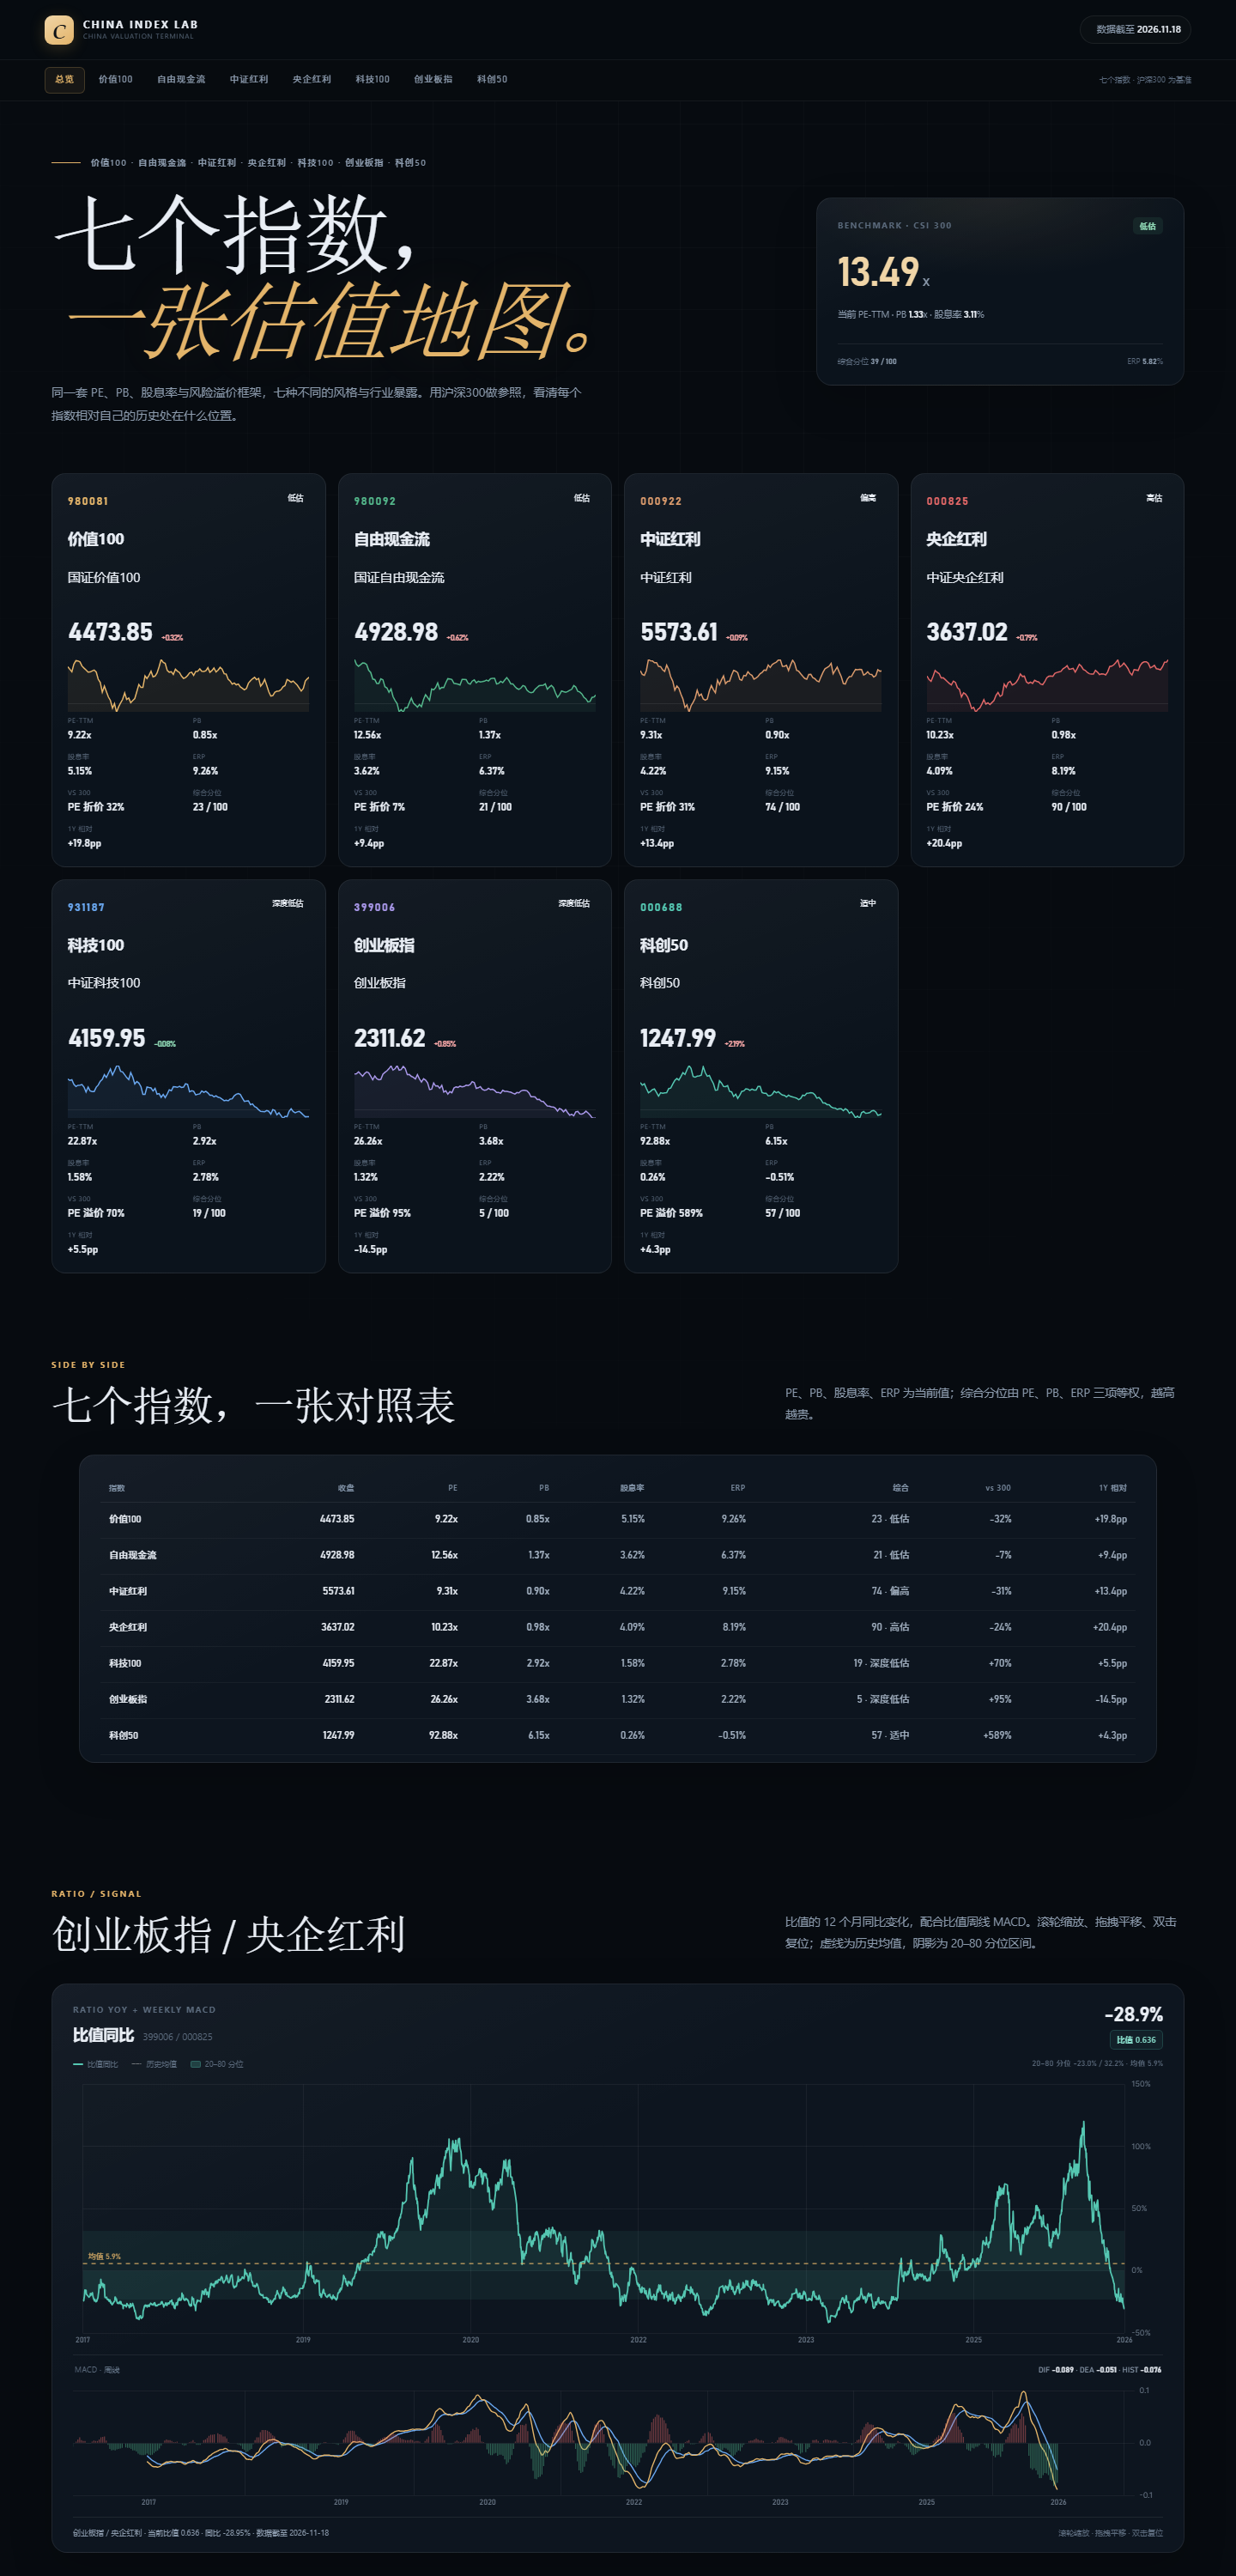 C
CHINA INDEX LAB
CHINA VALUATION TERMINAL
数据截至 2026.11.18
总览 价值100 自由现金流 中证红利 央企红利 科技100 创业板指 科创50
七个指数 · 沪深300 为基准
价值100 · 自由现金流 · 中证红利 · 央企红利 · 科技100 · 创业板指 · 科创50
七个指数，
一张估值地图。
同一套 PE、PB、股息率与风险溢价框架，七种不同的风格与行业暴露。用沪深300做参照，看清每个
指数相对自己的历史处在什么位置。
BENCHMARK · CSI 300
低估
13.49 x
当前 PE-TTM · PB 1.33x · 股息率 3.11%
综合分位 39 / 100
ERP 5.82%
980081
低估
价值100
国证价值100
4473.85 +0.32%
PE-TTM PB
9.22x 0.85x
股息率 ERP
5.15% 9.26%
VS 300 综合分位
PE 折价 32% 23 / 100
1Y 相对
+19.8pp
980092
低估
自由现金流
国证自由现金流
4928.98 +0.62%
PE-TTM PB
12.56x 1.37x
股息率 ERP
3.62% 6.37%
VS 300 综合分位
PE 折价 7% 21 / 100
1Y 相对
+9.4pp
000922
偏高
中证红利
中证红利
5573.61 +0.09%
PE-TTM PB
9.31x 0.90x
股息率 ERP
4.22% 9.15%
VS 300 综合分位
PE 折价 31% 74 / 100
1Y 相对
+13.4pp
000825
高估
央企红利
中证央企红利
3637.02 +0.79%
PE-TTM PB
10.23x 0.98x
股息率 ERP
4.09% 8.19%
VS 300 综合分位
PE 折价 24% 90 / 100
1Y 相对
+20.4pp
931187
深度低估
科技100
中证科技100
4159.95 -0.08%
PE-TTM PB
22.87x 2.92x
股息率 ERP
1.58% 2.78%
VS 300 综合分位
PE 溢价 70% 19 / 100
1Y 相对
+5.5pp
399006
深度低估
创业板指
创业板指
2311.62 +0.85%
PE-TTM PB
26.26x 3.68x
股息率 ERP
1.32% 2.22%
VS 300 综合分位
PE 溢价 95% 5 / 100
1Y 相对
-14.5pp
000688
适中
科创50
科创50
1247.99 +2.19%
PE-TTM PB
92.88x 6.15x
股息率 ERP
0.26% -0.51%
VS 300 综合分位
PE 溢价 589% 57 / 100
1Y 相对
+4.3pp
SIDE BY SIDE
七个指数，一张对照表
PE、PB、股息率、ERP 为当前值；综合分位由 PE、PB、ERP 三项等权，越高
越贵。
指数 收盘 PE PB 股息率 ERP 综合 vs 300 1Y 相对
价值100 4473.85 9.22x 0.85x 5.15% 9.26% 23 · 低估 -32% +19.8pp
自由现金流 4928.98 12.56x 1.37x 3.62% 6.37% 21 · 低估 -7% +9.4pp
中证红利 5573.61 9.31x 0.90x 4.22% 9.15% 74 · 偏高 -31% +13.4pp
央企红利 3637.02 10.23x 0.98x 4.09% 8.19% 90 · 高估 -24% +20.4pp
科技100 4159.95 22.87x 2.92x 1.58% 2.78% 19 · 深度低估 +70% +5.5pp
创业板指 2311.62 26.26x 3.68x 1.32% 2.22% 5 · 深度低估 +95% -14.5pp
科创50 1247.99 92.88x 6.15x 0.26% -0.51% 57 · 适中 +589% +4.3pp
RATIO / SIGNAL
创业板指 / 央企红利
比值的 12 个月同比变化，配合比值周线 MACD。滚轮缩放、拖拽平移、双击
复位；虚线为历史均值，阴影为 20–80 分位区间。
RATIO YOY + WEEKLY MACD
比值同比 399006 / 000825
-28.9%
比值 0.636
比值同比 历史均值 20–80 分位
20–80 分位 -23.0% / 32.2% · 均值 5.9%
150%
100%
50%
均值 5.9%
0%
-50%
2017 2019 2020 2022 2023 2025 2026
MACD · 周线
DIF -0.089 · DEA -0.051 · HIST -0.076
0.1
0.0
-0.1
2017 2019 2020 2022 2023 2025 2026
创业板指 / 央企红利 · 当前比值 0.636 · 同比 -28.95% · 数据截至 2026-11-18
滚轮缩放 · 拖拽平移 · 双击复位